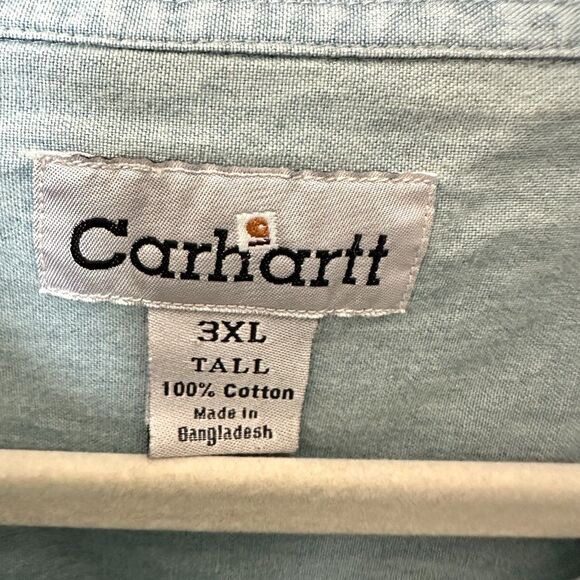 Carhartt
3XL
TALL
100% Cotton
Made in
Bangladesh